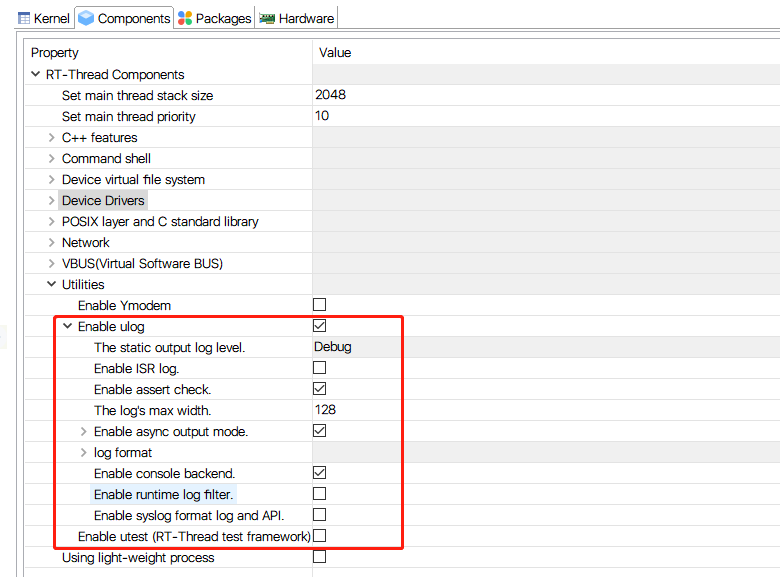 Kernel Components Packages Hardware
Property Value
RT-Thread Components
Set main thread stack size 2048
Set main thread priority 10
C++ features
Command shell
Device virtual file system
Device Drivers
POSIX layer and C standard library
Network
VBUS(Virtual Software BUS)
Utilities
Enable Ymodem
Enable ulog
The static output log level. Debug
Enable ISR log.
Enable assert check.
The log's max width. 128
Enable async output mode.
log format
Enable console backend.
Enable runtime log filter.
Enable syslog format log and API.
Enable utest (RT-Thread test framework)
Using light-weight process